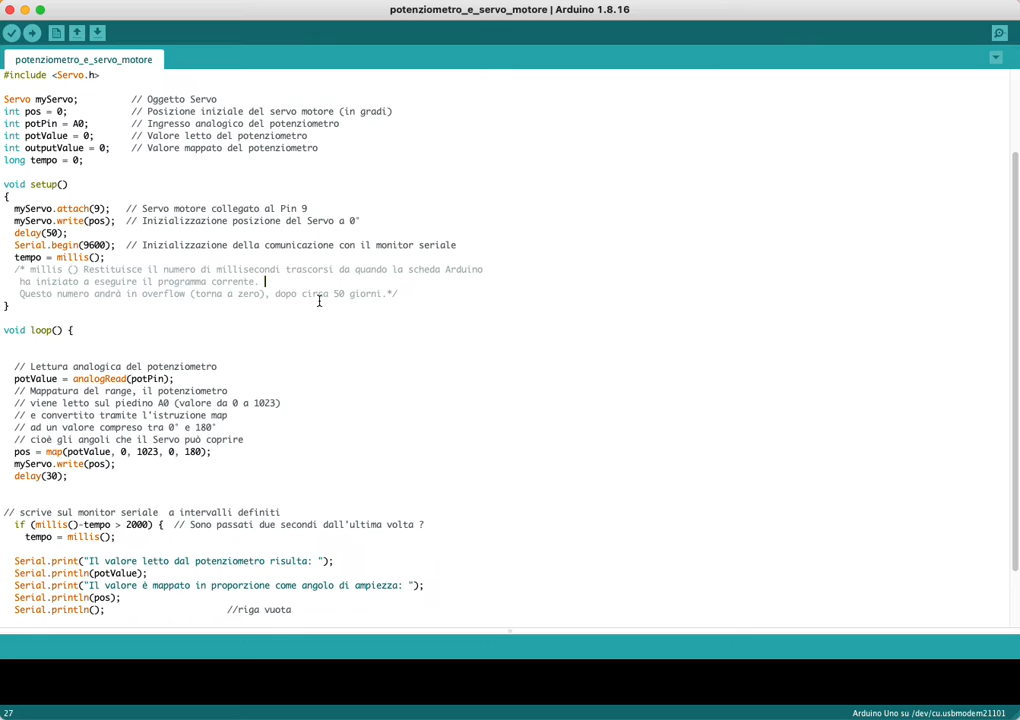 potenziometro_e_servo_motore | Arduino 1.8.16
potenziometro_e_servo_motore
#include <Servo.h>
Servo myServo; // Oggetto Servo
int pos = 0; // Posizione iniziale del servo motore (in gradi)
int potPin = A0; // Ingresso analogico del potenziometro
int potValue = 0; // Valore letto del potenziometro
int outputValue = 0; // Valore mappato del potenziometro
long tempo = 0;
void setup()
{
myServo.attach(9); // Servo motore collegato al Pin 9
myServo.write(pos); // Inizializzazione posizione del Servo a 0°
delay(50);
Serial.begin(9600); // Inizializzazione della comunicazione con il monitor seriale
tempo = millis();
/* millis () Restituisce il numero di millisecondi trascorsi da quando la scheda Arduino
ha iniziato a eseguire il programma corrente.
Questo numero andrà in overflow (torna a zero), dopo circa 50 giorni.*/
}
void loop() {
// Lettura analogica del potenziometro
potValue = analogRead(potPin);
// Mappatura del range, il potenziometro
// viene letto sul piedino A0 (valore da 0 a 1023)
// e convertito tramite l'istruzione map
// ad un valore compreso tra 0° e 180°
// cioè gli angoli che il Servo può coprire
pos = map(potValue, 0, 1023, 0, 180);
myServo.write(pos);
delay(30);
// scrive sul monitor seriale  a intervalli definiti
if (millis()-tempo > 2000) { // Sono passati due secondi dall'ultima volta ?
tempo = millis();
Serial.print("Il valore letto dal potenziometro risulta: ");
Serial.println(potValue);
Serial.print("Il valore è mappato in proporzione come angolo di ampiezza: ");
Serial.println(pos);
Serial.println(); //riga vuota
27
Arduino Uno su /dev/cu.usbmodem21101